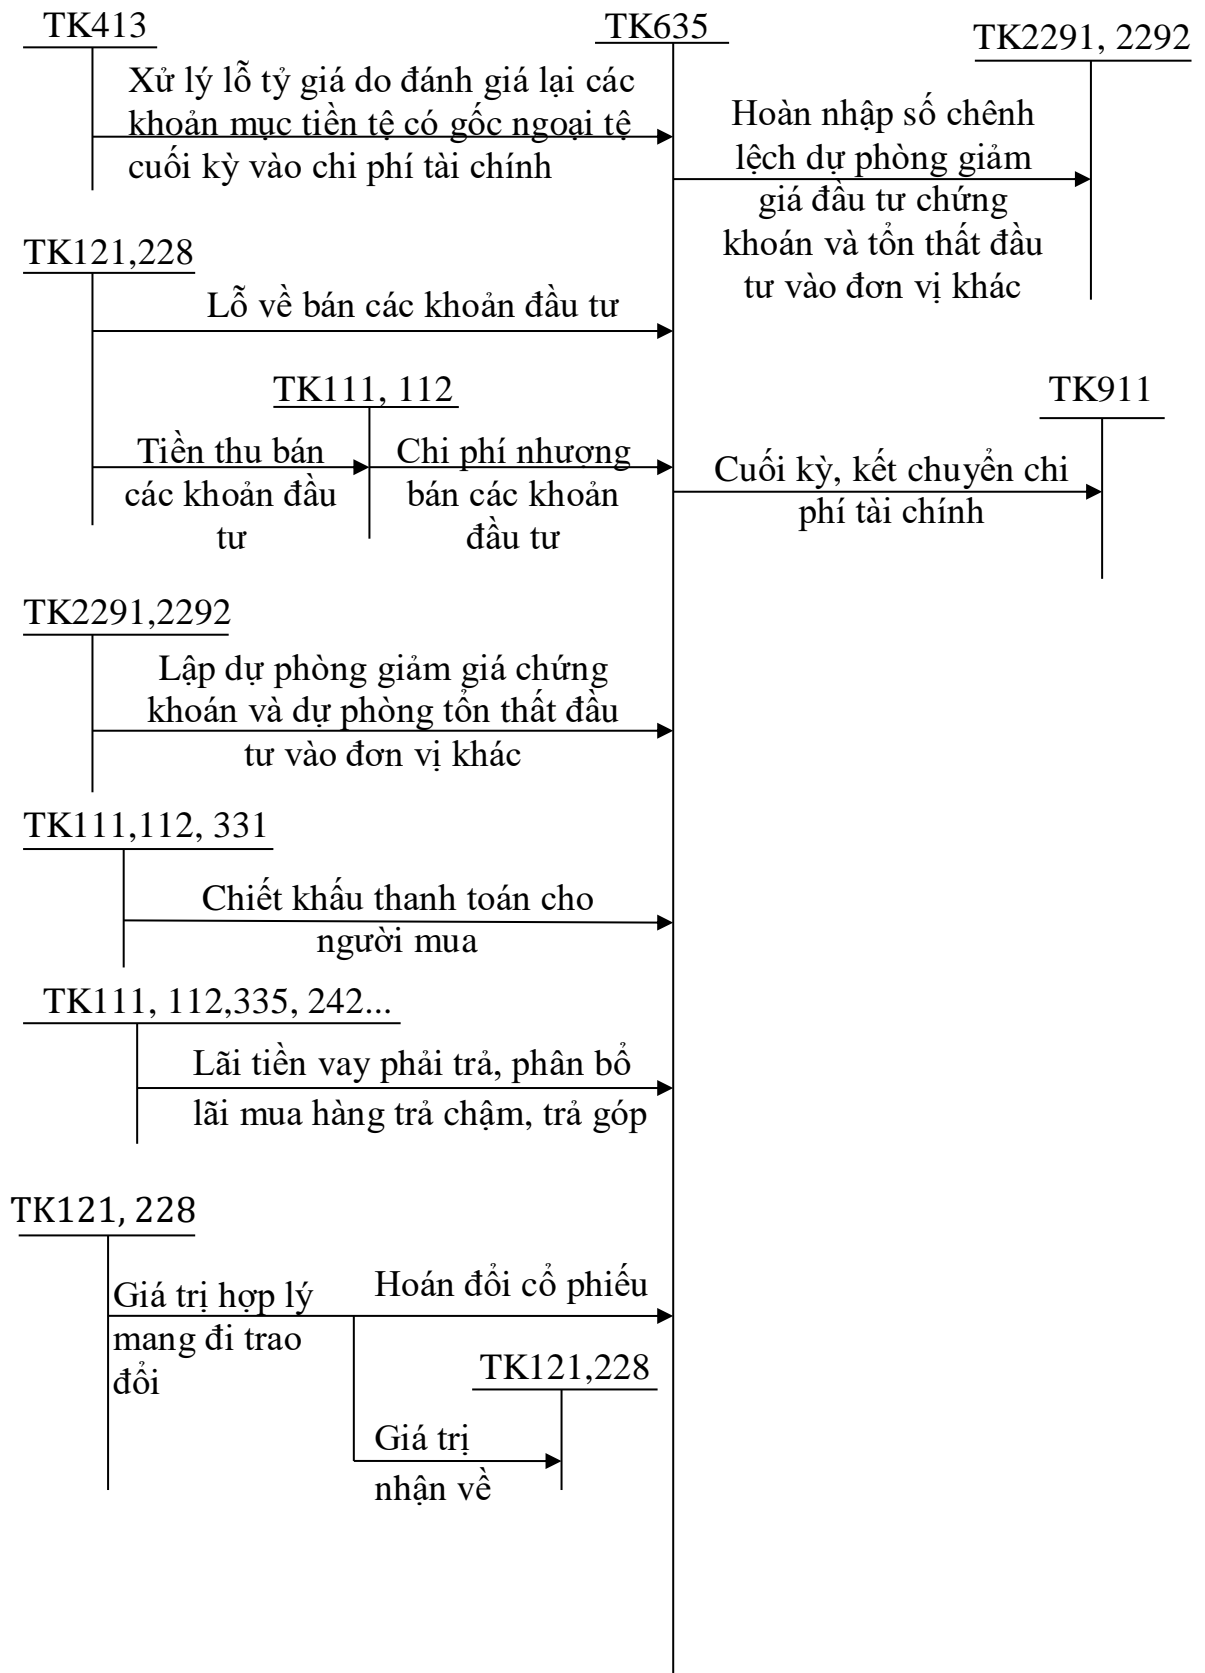 TK413
TK635
TK2291, 2292
Xử lý lỗ tỷ giá do đánh giá lại các
khoản mục tiền tệ có gốc ngoại tệ
cuối kỳ vào chi phí tài chính
Hoàn nhập số chênh
lệch dự phòng giảm
giá đầu tư chứng
khoán và tổn thất đầu
tư vào đơn vị khác
TK121,228
Lỗ về bán các khoản đầu tư
TK111, 112
TK911
Tiền thu bán
các khoản đầu
tư
Chi phí nhượng
bán các khoản
đầu tư
Cuối kỳ, kết chuyển chi
phí tài chính
TK2291,2292
Lập dự phòng giảm giá chứng
khoán và dự phòng tổn thất đầu
tư vào đơn vị khác
TK111,112, 331
Chiết khấu thanh toán cho
người mua
TK111, 112,335, 242...
Lãi tiền vay phải trả, phân bổ
lãi mua hàng trả chậm, trả góp
TK121, 228
Giá trị hợp lý
mang đi trao
đổi
Hoán đổi cổ phiếu
TK121,228
Giá trị
nhận về